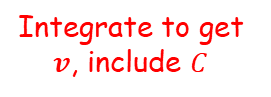 Integrate to get
v, include C